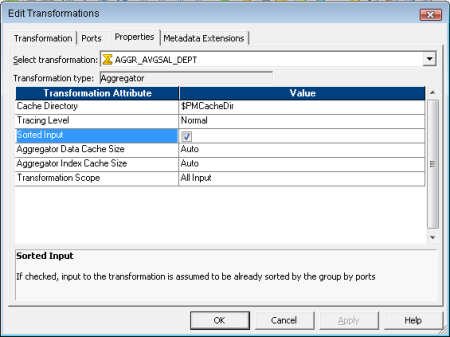 Edit Transformations
Transformation Ports Properties Metadata Extensions
Select transformation: AGGR_AVGSAL_DEPT
Transformation type: Aggregator
Transformation Attribute Value
Cache Directory $PMCacheDir
Tracing Level Normal
Sorted Input
Aggregator Data Cache Size Auto
Aggregator Index Cache Size Auto
Transformation Scope All Input
Sorted Input
If checked, input to the transformation is assumed to be already sorted by the group by ports
OK Cancel Apply Help